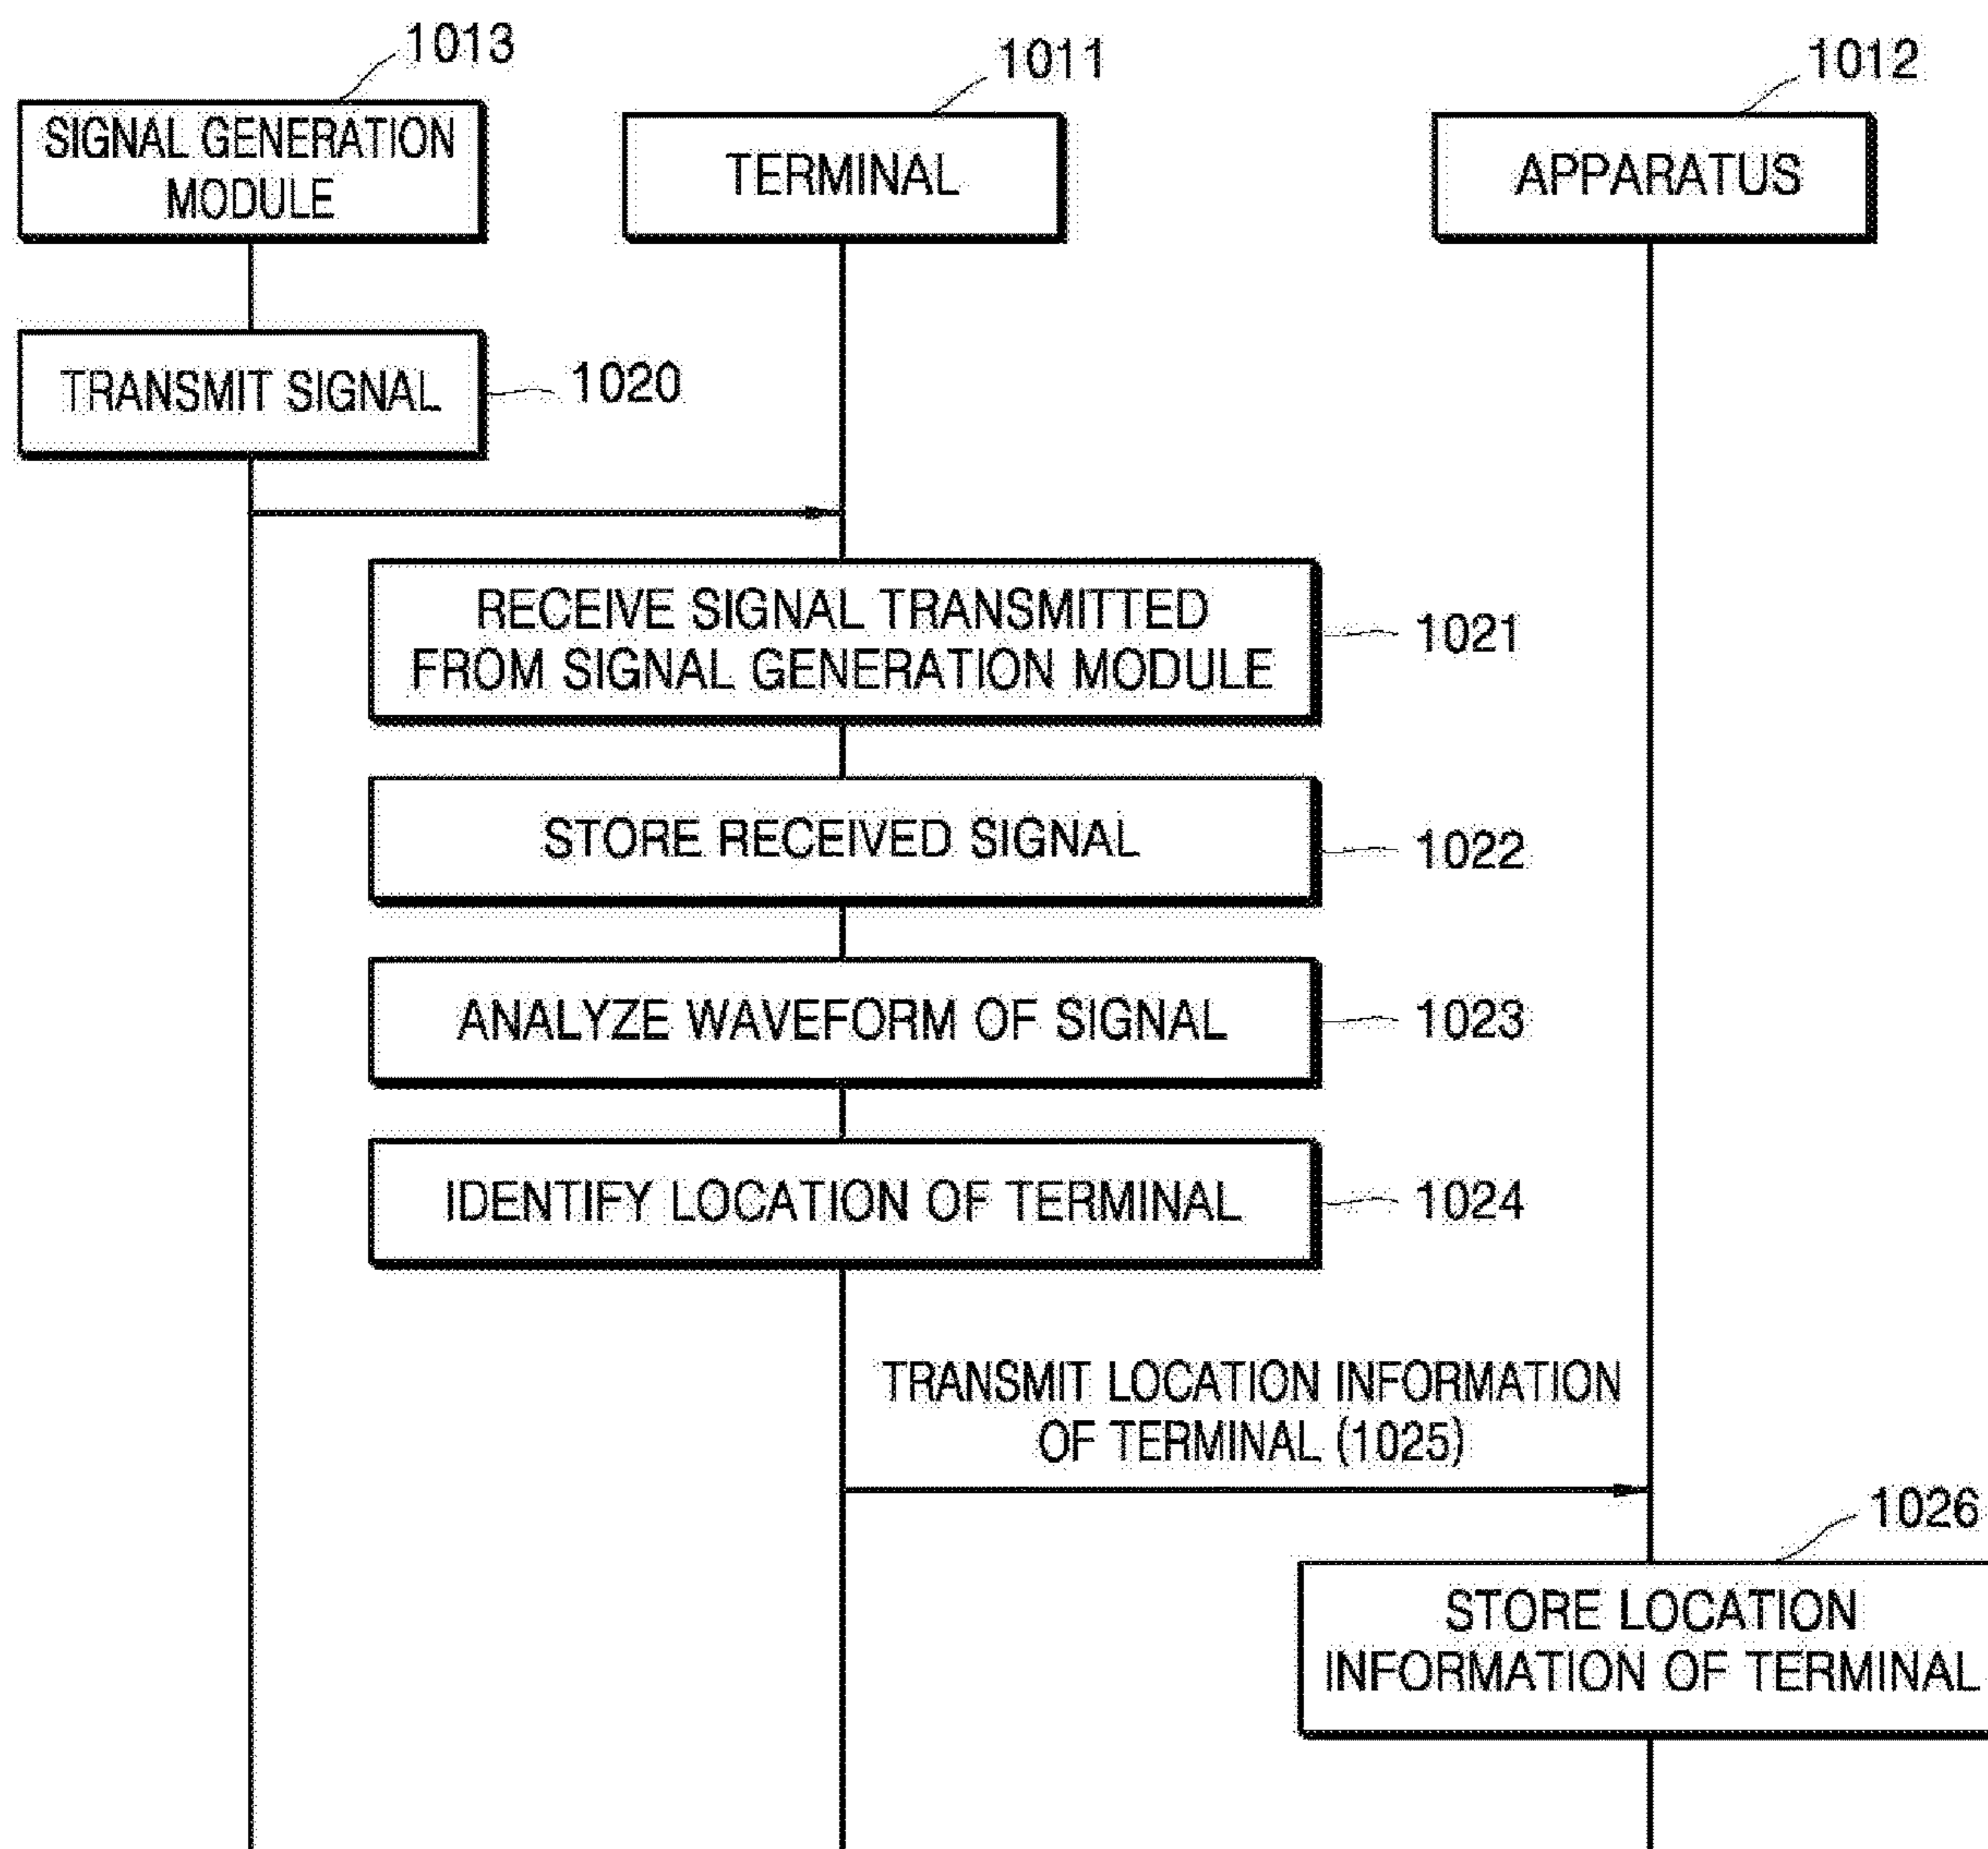 1013
1011
1012
SIGNAL GENERATION
MODULE
TERMINAL
APPARATUS
TRANSMIT SIGNAL
1020
RECEIVE SIGNAL TRANSMITTED
FROM SIGNAL GENERATION MODULE
1021
STORE RECEIVED SIGNAL
1022
ANALYZE WAVEFORM OF SIGNAL
1023
IDENTIFY LOCATION OF TERMINAL
1024
TRANSMIT LOCATION INFORMATION
OF TERMINAL (1025)
1026
STORE LOCATION
INFORMATION OF TERMINAL